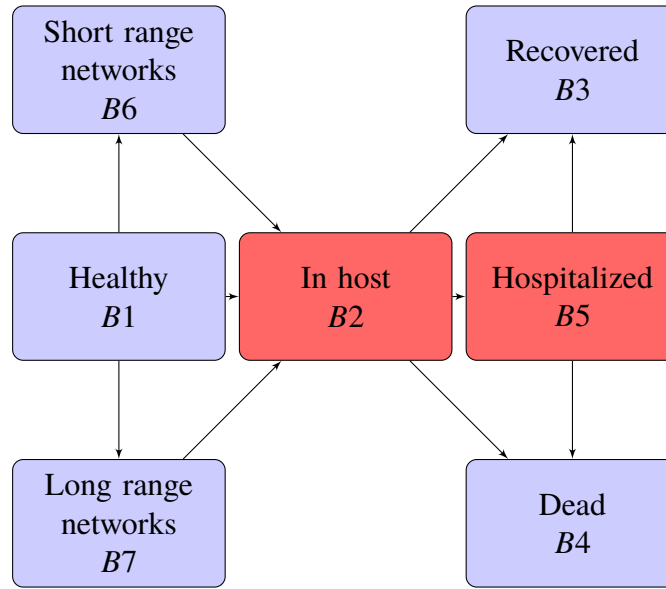 Short range
networks
B6
Recovered
B3
Healthy
B1
In host
B2
Hospitalized
B5
Long range
networks
B7
Dead
B4